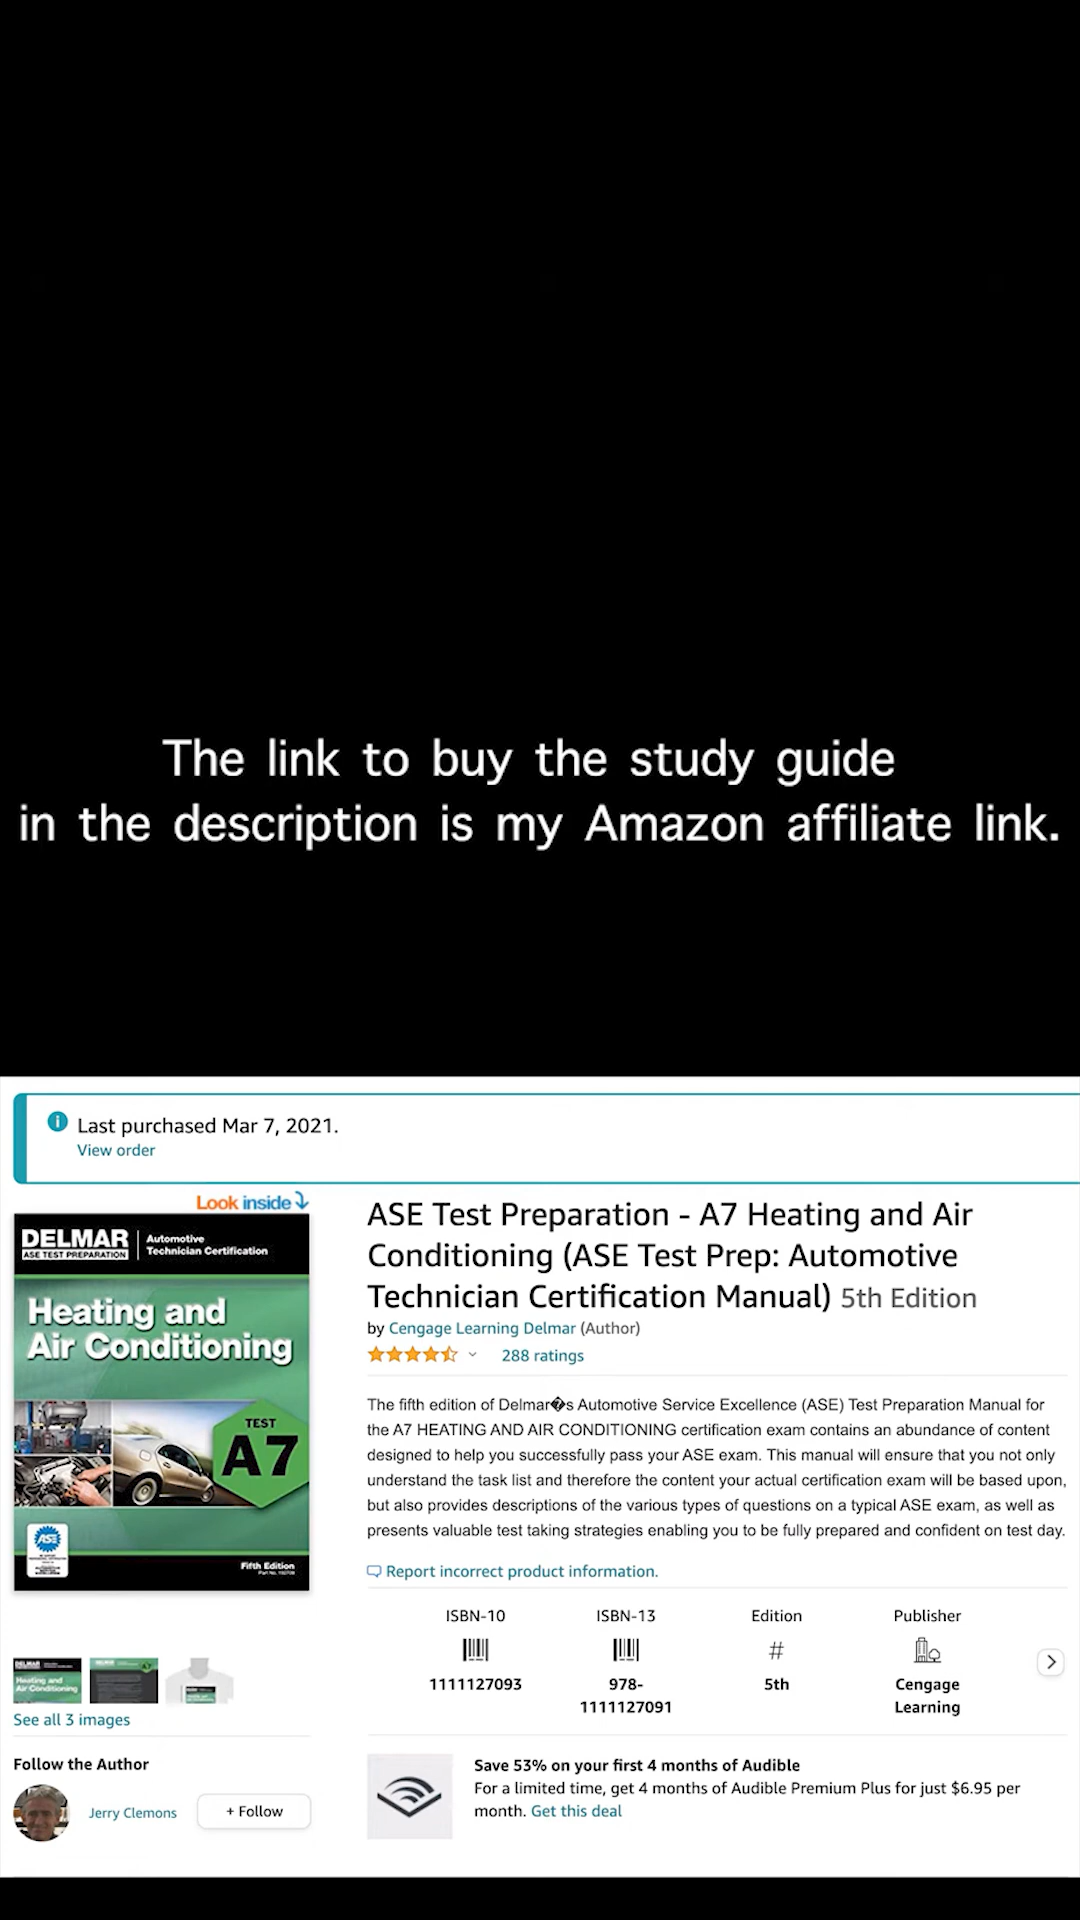 The link to buy the study guide
in the description is my Amazon affiliate link.
Last purchased Mar 7, 2021.
View order
Look inside
DELMAR
ASE TEST PREPARATION
Automotive
Technician Certification
Heating and
Air Conditioning
TEST
A7
ASE
Fifth Edition
See all 3 images
Follow the Author
Jerry Clemons
+ Follow
ASE Test Preparation - A7 Heating and Air
Conditioning (ASE Test Prep: Automotive
Technician Certification Manual) 5th Edition
by Cengage Learning Delmar (Author)
288 ratings
The fifth edition of Delmar�s Automotive Service Excellence (ASE) Test Preparation Manual for
the A7 HEATING AND AIR CONDITIONING certification exam contains an abundance of content
designed to help you successfully pass your ASE exam. This manual will ensure that you not only
understand the task list and therefore the content your actual certification exam will be based upon,
but also provides descriptions of the various types of questions on a typical ASE exam, as well as
presents valuable test taking strategies enabling you to be fully prepared and confident on test day.
Report incorrect product information.
ISBN-10 ISBN-13 Edition Publisher
#
1111127093 978- 5th Cengage
1111127091 Learning
Save 53% on your first 4 months of Audible
For a limited time, get 4 months of Audible Premium Plus for just $6.95 per
month. Get this deal